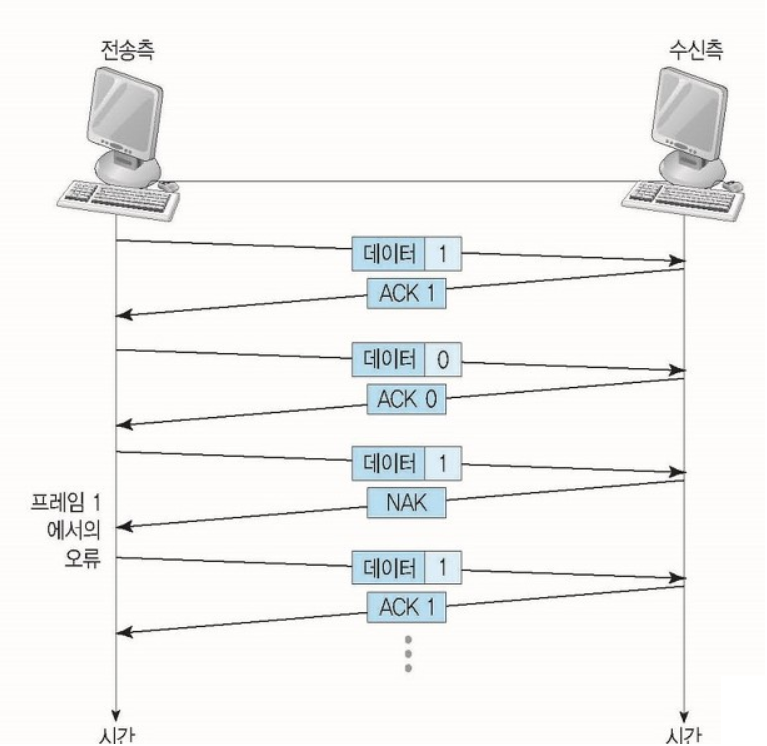 전송측
수신측
데이터 1
ACK 1
데이터 0
ACK 0
데이터 1
NAK
프레임 1
에서의
오류
데이터 1
ACK 1
시간
시간